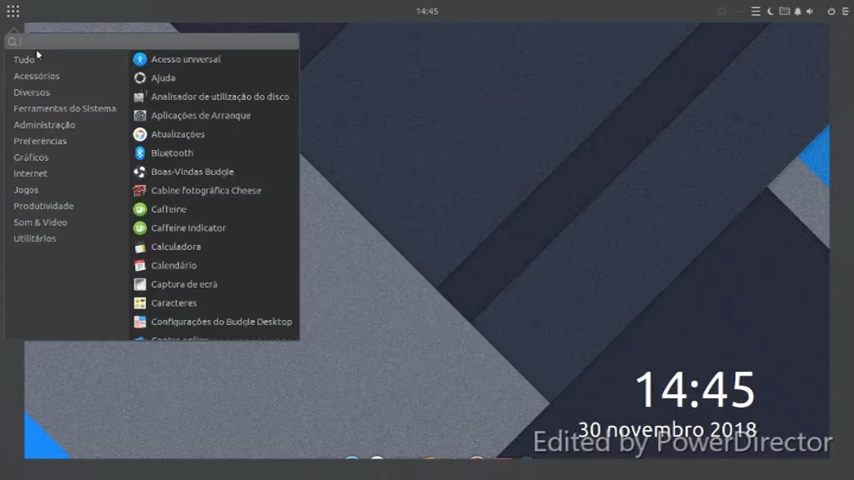 14:45
Tudo
Acessórios
Diversos
Ferramentas do Sistema
Administração
Preferências
Gráficos
Internet
Jogos
Produtividade
Som & Vídeo
Utilitários
Acesso universal
Ajuda
Analisador de utilização do disco
Aplicações de Arranque
Atualizações
Bluetooth
Boas-Vindas Budgie
Cabine fotográfica Cheese
Caffeine
Caffeine Indicator
Calculadora
Calendário
Captura de ecrã
Caracteres
Configurações do Budgie Desktop
14:45
30 novembro 2018
Edited by PowerDirector